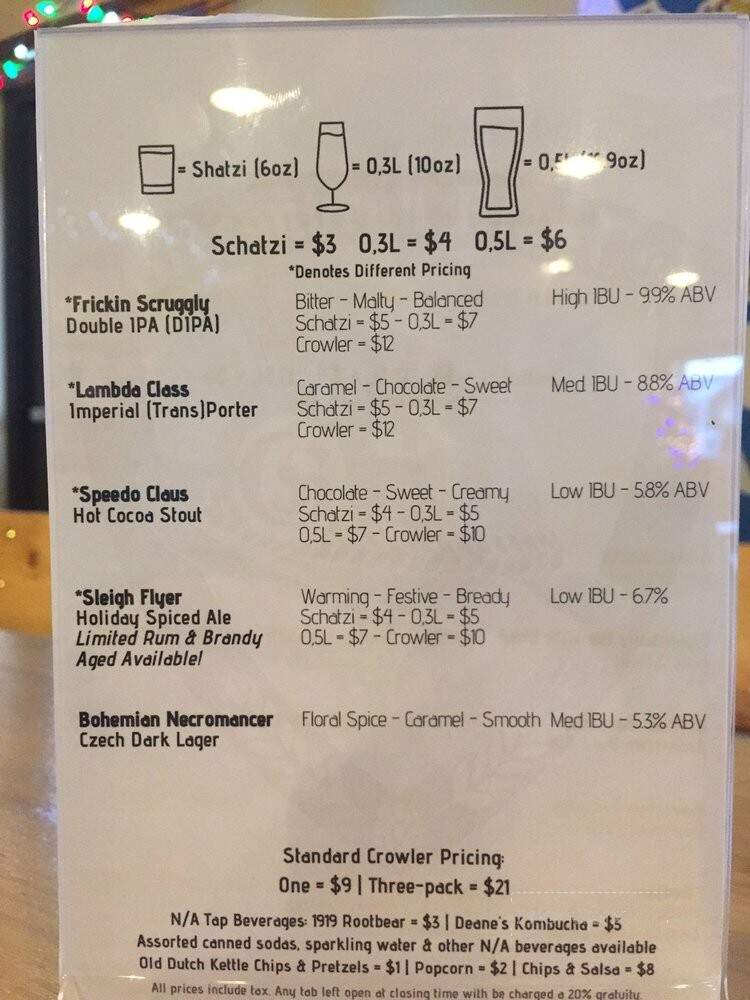 = Shatzi (6oz) = 0,3L (10oz) = 9oz)
Schatzi = $3 0,3L = $4 0,5L = $6
*Denotes Different Pricing
*Frickin Scruggly Bitter - Malty - Balanced High IBU - 9.9% ABV
Double IPA (DIPA) Schatzi = $5 - 0,3L = $7
Crowler = $12
*Lambda Class Caramel - Chocolate - Sweet Med IBU - 8.8% ABV
Imperial (Trans)Porter Schatzi = $5 - 0,3L = $7
Crowler = $12
*Speedo Claus Chocolate - Sweet - Creamy Low IBU - 5.8% ABV
Hot Cocoa Stout Schatzi = $4 - 0,3L = $5
0,5L = $7 - Crowler = $10
*Sleigh Flyer Warming - Festive - Bready Low IBU - 6.7%
Holiday Spiced Ale Schatzi = $4 - 0,3L = $5
Limited Rum & Brandy 0,5L = $7 - Crowler = $10
Aged Available!
Bohemian Necromancer Floral Spice - Caramel - Smooth Med IBU - 5.3% ABV
Czech Dark Lager
Standard Crowler Pricing:
One = $9 | Three-pack = $21
N/A Tap Beverages: 1919 Rootbear = $3 | Deane's Kombucha = $5
Assorted canned sodas, sparkling water & other N/A beverages available
Old Dutch Kettle Chips & Pretzels = $1 | Popcorn = $2 | Chips & Salsa = $8
All prices include tax. Any tab left open at closing time with be charged a 20% gratuity.